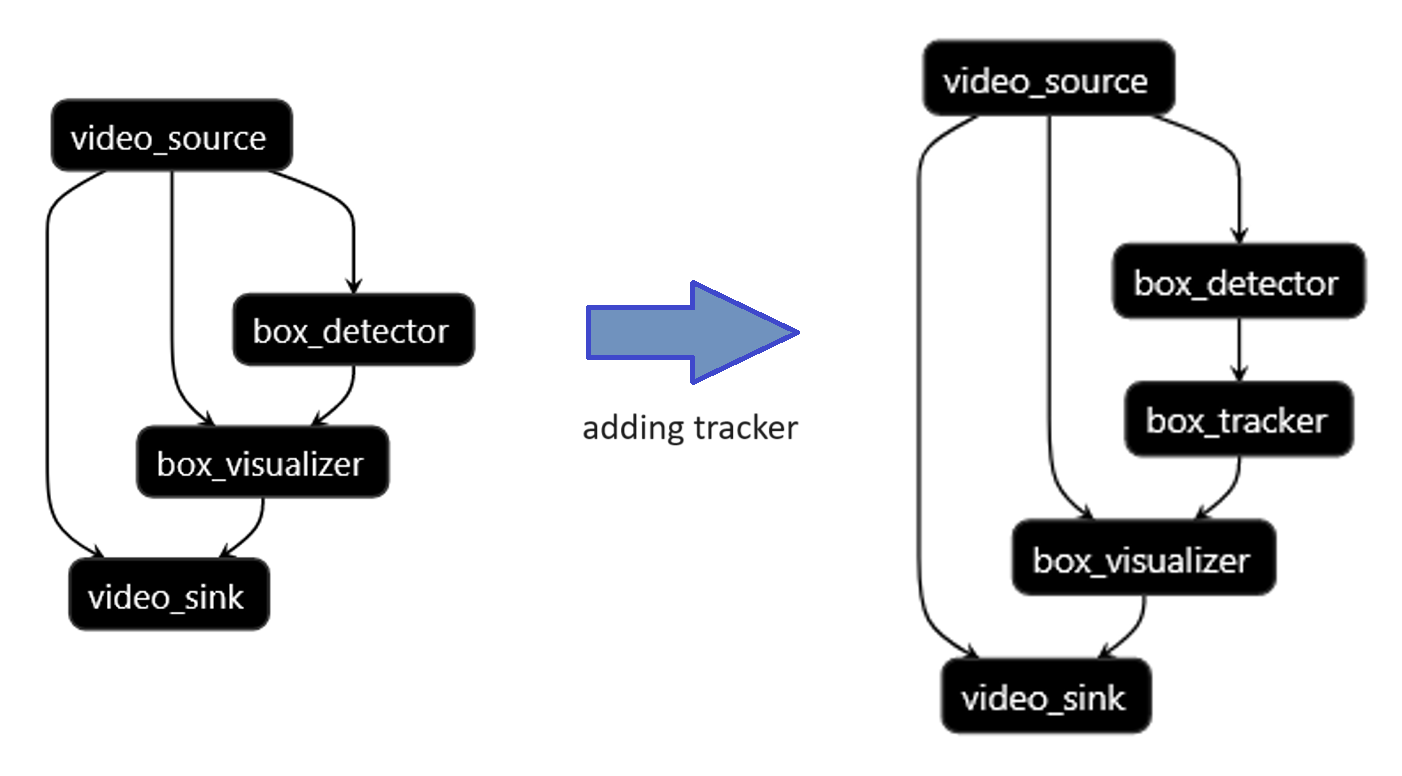 video_source
box_detector
box_visualizer
video_sink
adding tracker
video_source
box_detector
box_tracker
box_visualizer
video_sink